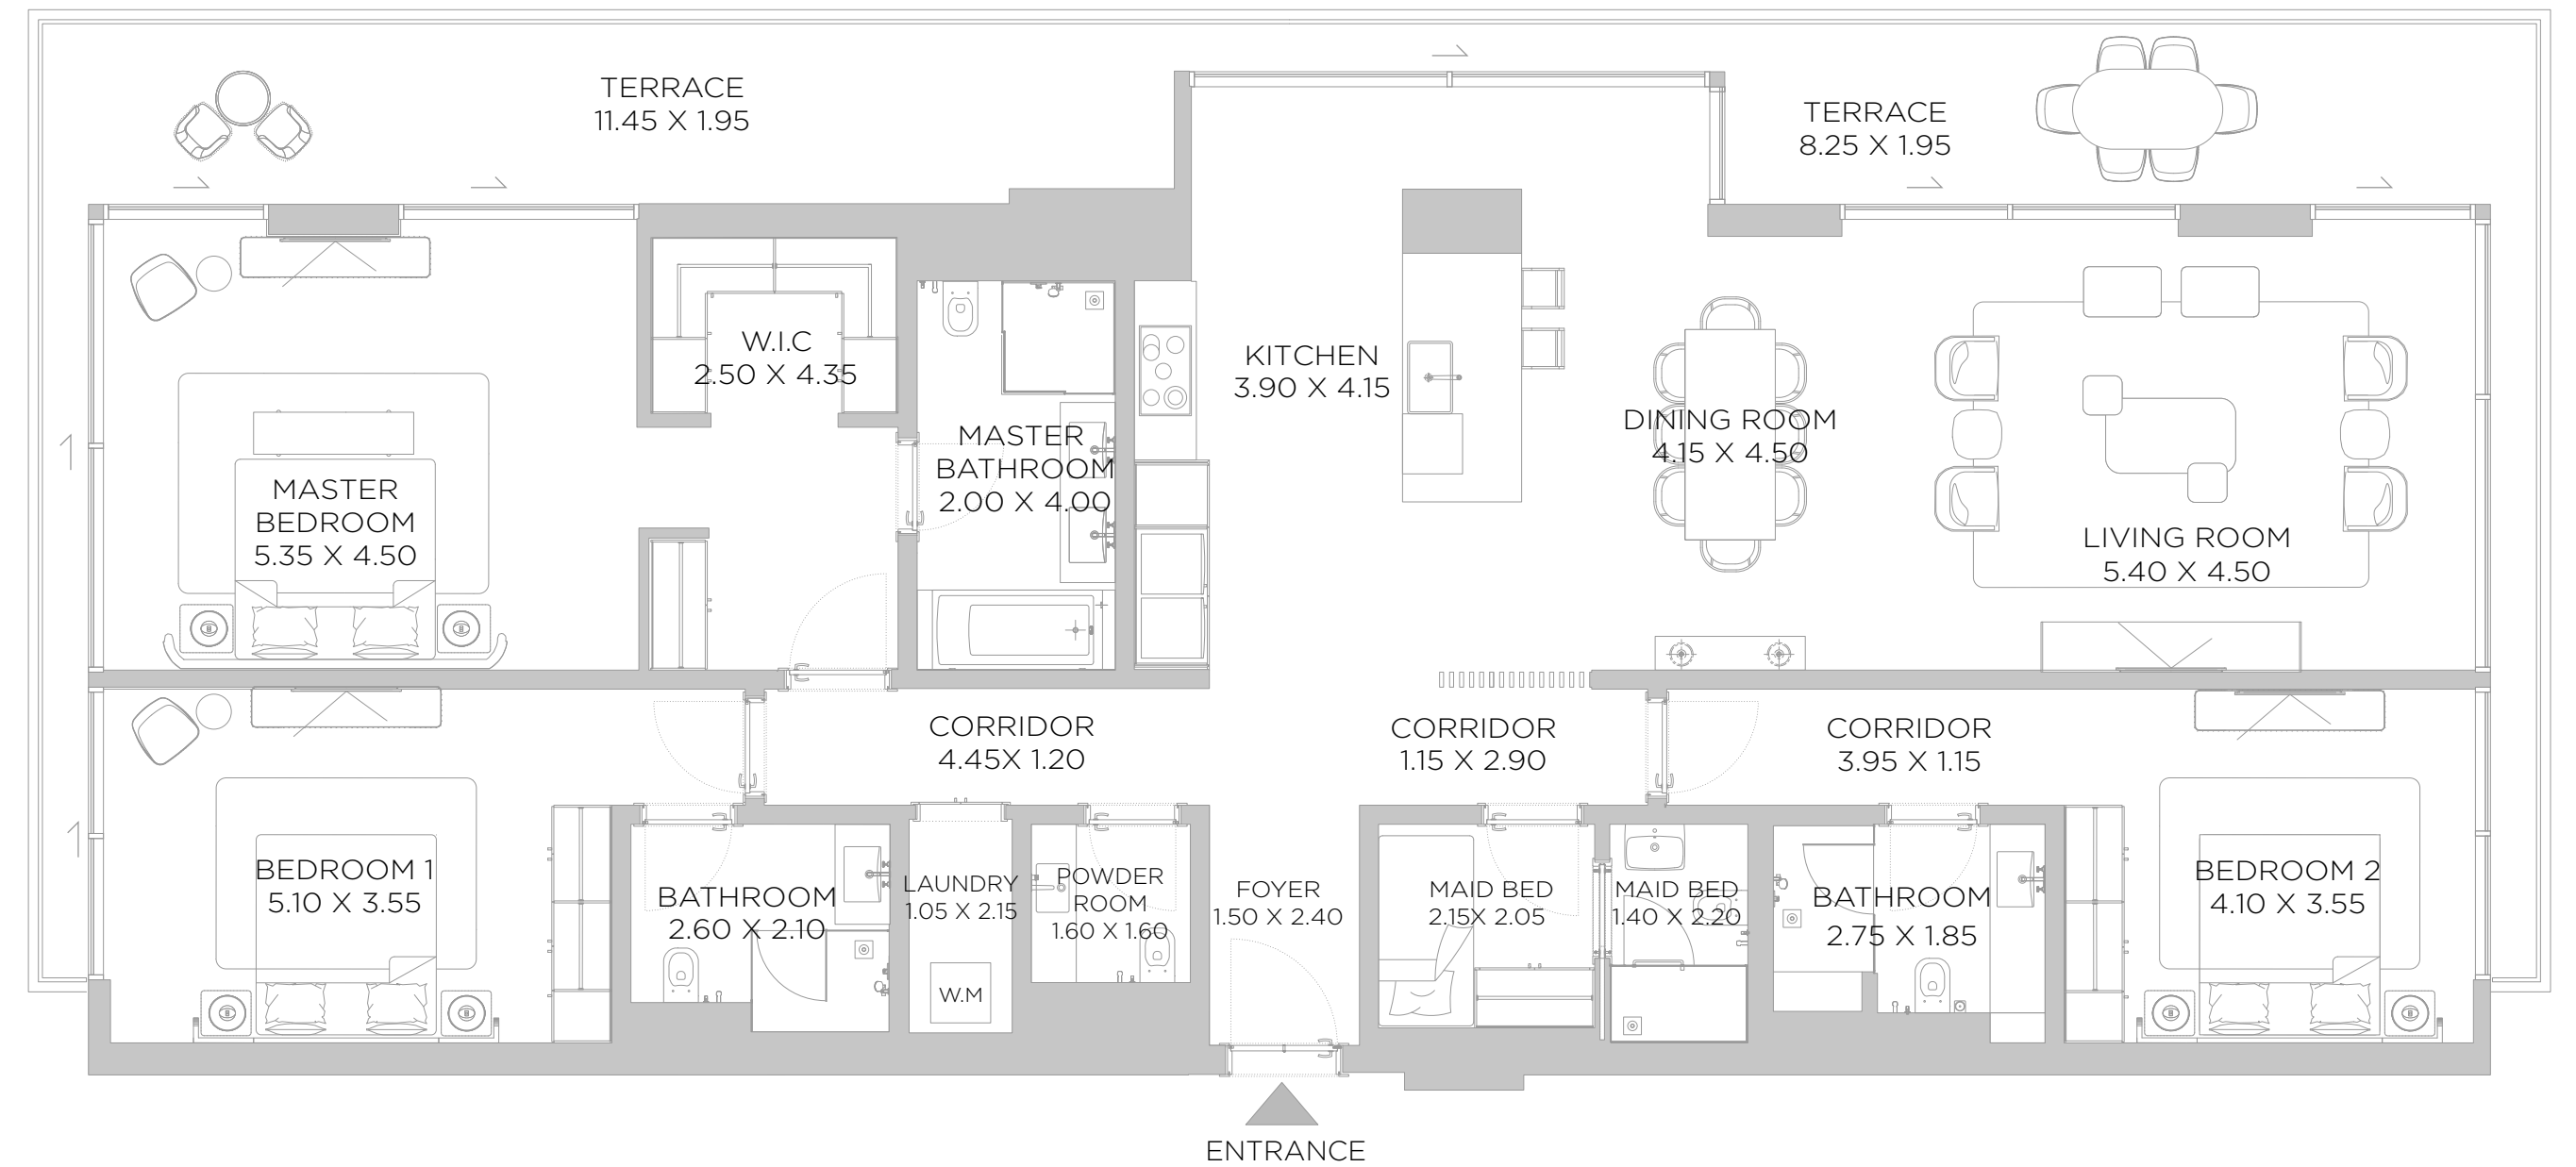 TERRACE
11.45 X 1.95
TERRACE
8.25 X 1.95
W.I.C
2.50 X 4.35
KITCHEN
3.90 X 4.15
MASTER
BATHROOM
2.00 X 4.00
DINING ROOM
4.15 X 4.50
MASTER
BEDROOM
5.35 X 4.50
LIVING ROOM
5.40 X 4.50
CORRIDOR
4.45X 1.20
CORRIDOR
1.15 X 2.90
CORRIDOR
3.95 X 1.15
BEDROOM 1
5.10 X 3.55
BATHROOM
2.60 X 2.10
LAUNDRY
1.05 X 2.15
W.M
POWDER
ROOM
1.60 X 1.60
FOYER
1.50 X 2.40
MAID BED
2.15X 2.05
MAID BED
1.40 X 2.20
BATHROOM
2.75 X 1.85
BEDROOM 2
4.10 X 3.55
ENTRANCE